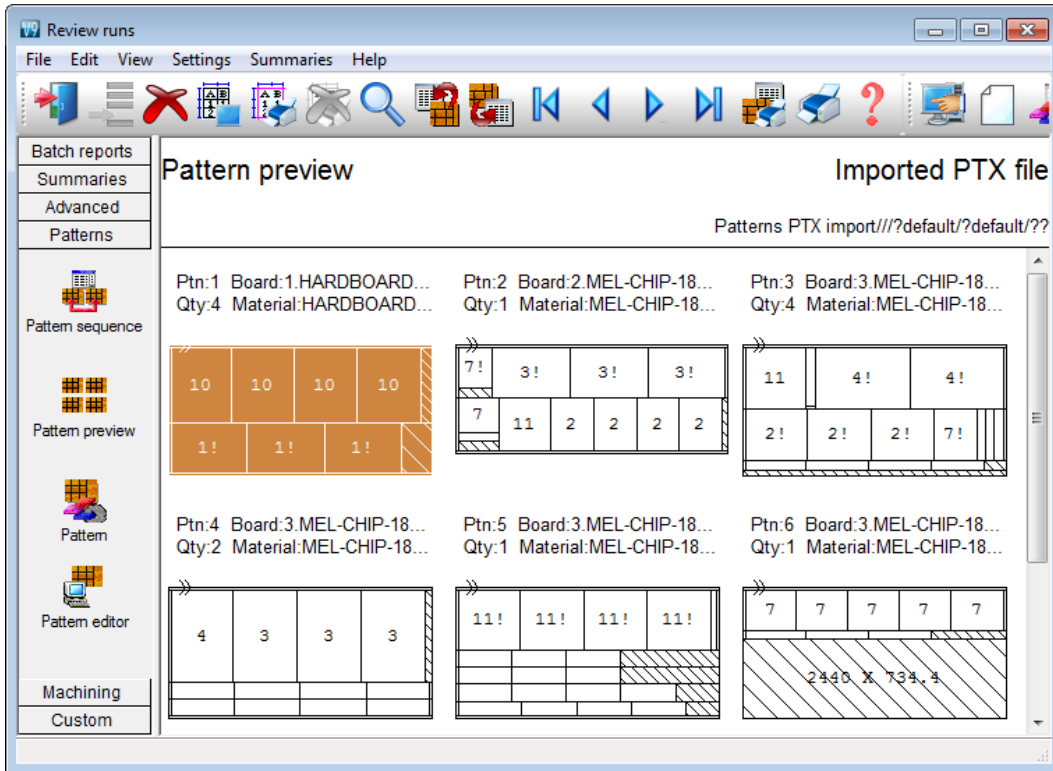 Review runs
File Edit View Settings Summaries Help
Batch reports
Summaries
Advanced
Patterns
Pattern sequence
Pattern preview
Pattern
Pattern editor
Machining
Custom
Pattern preview
Imported PTX file
Patterns PTX import///?default/?default/??
Ptn:1 Board:1.HARDBOARD...
Qty:4 Material:HARDBOARD...
10 10 10 10
1! 1! 1!
Ptn:2 Board:2.MEL-CHIP-18...
Qty:1 Material:MEL-CHIP-18...
7! 3! 3! 3!
7 11 2 2 2 2
Ptn:3 Board:3.MEL-CHIP-18...
Qty:4 Material:MEL-CHIP-18...
11 4! 4!
2! 2! 2! 7!
Ptn:4 Board:3.MEL-CHIP-18...
Qty:2 Material:MEL-CHIP-18...
4 3 3 3
Ptn:5 Board:3.MEL-CHIP-18...
Qty:1 Material:MEL-CHIP-18...
11! 11! 11! 11!
Ptn:6 Board:3.MEL-CHIP-18...
Qty:1 Material:MEL-CHIP-18...
7 7 7 7 7
2440 X 734.4